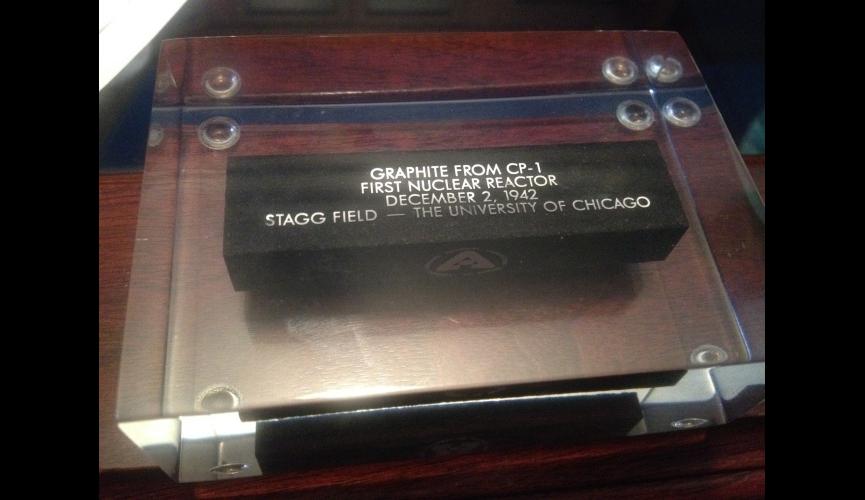 GRAPHITE FROM CP-1
FIRST NUCLEAR REACTOR
DECEMBER 2, 1942
STAGG FIELD — THE UNIVERSITY OF CHICAGO
A